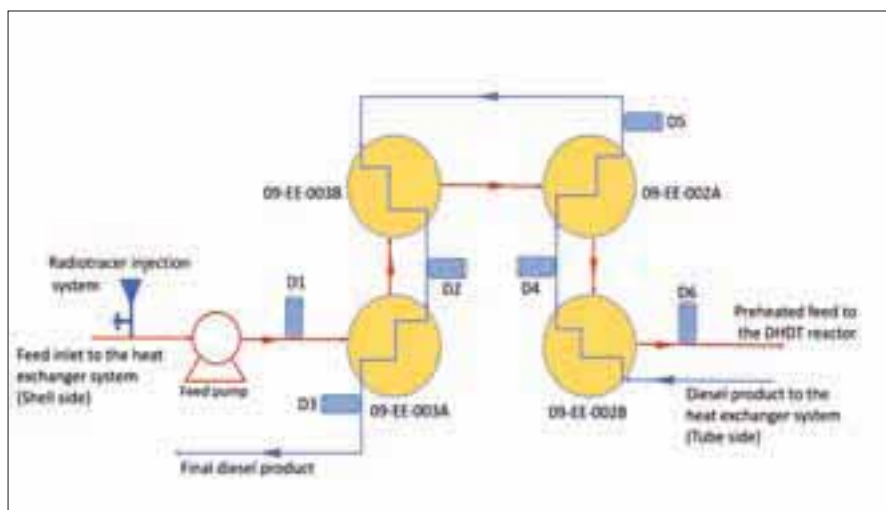 D5
09-EE-003B
09-EE-002A
Radiotracer injection
system
D1
D2
D4
D6
Preheated feed to
the DHDT reactor
Feed inlet to the heat
exchanger system
(Shell side)
Feed pump
D3
09-EE-003A
09-EE-002B
Diesel product to the
heat exchanger system
(Tube side)
Final diesel product